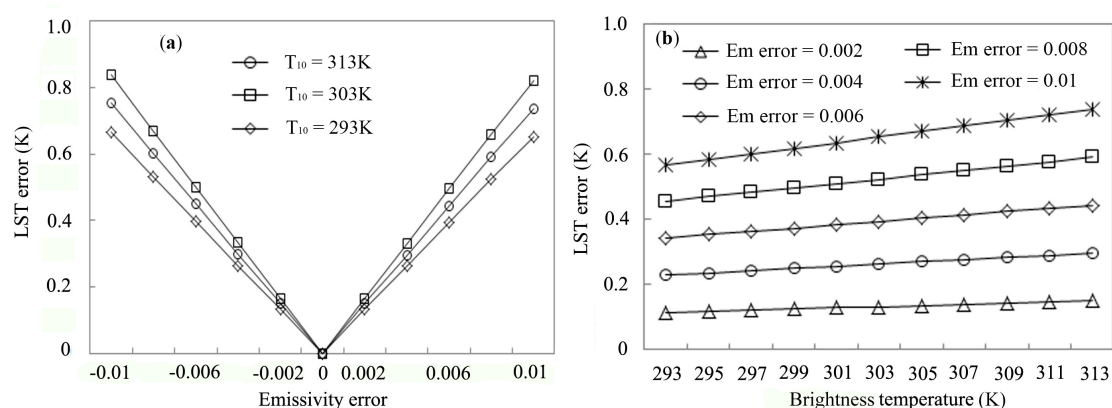 (a)
T10 = 313K
T10 = 303K
T10 = 293K
LST error (K)
1.0
0.8
0.6
0.4
0.2
0
-0.01 -0.006 -0.002 0 0.002 0.006 0.01
Emissivity error
(b)
Em error = 0.002
Em error = 0.004
Em error = 0.006
Em error = 0.008
Em error = 0.01
LST error (K)
1.0
0.8
0.6
0.4
0.2
0
293 295 297 299 301 303 305 307 309 311 313
Brightness temperature (K)